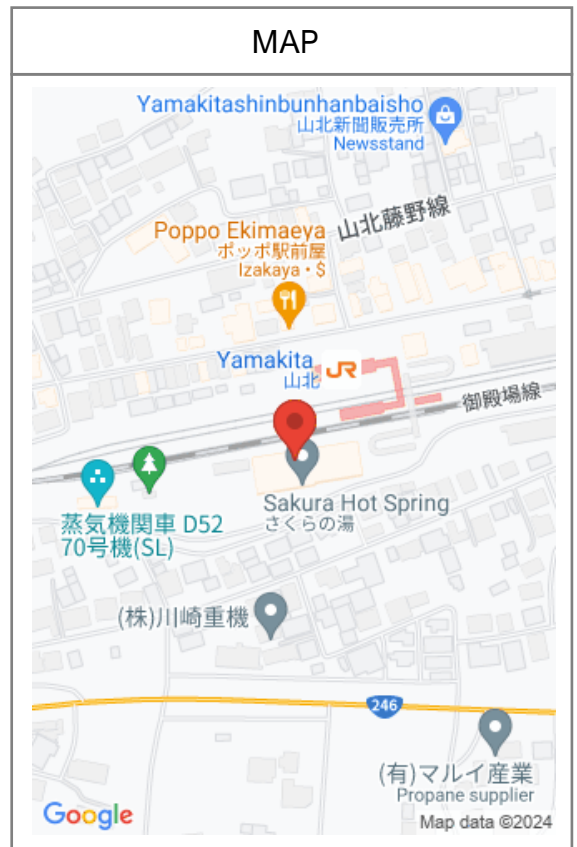 MAP
Yamakitashinbunhanbaisho
山北新聞販売所
Newsstand
山北藤野線
Poppo Ekimaeya
ポッポ駅前屋
Izakaya・$
Yamakita
山北
JR
御殿場線
Sakura Hot Spring
さくらの湯
蒸気機関車 D52
70号機(SL)
(株)川崎重機
246
(有)マルイ産業
Propane supplier
Google
Map data ©2024